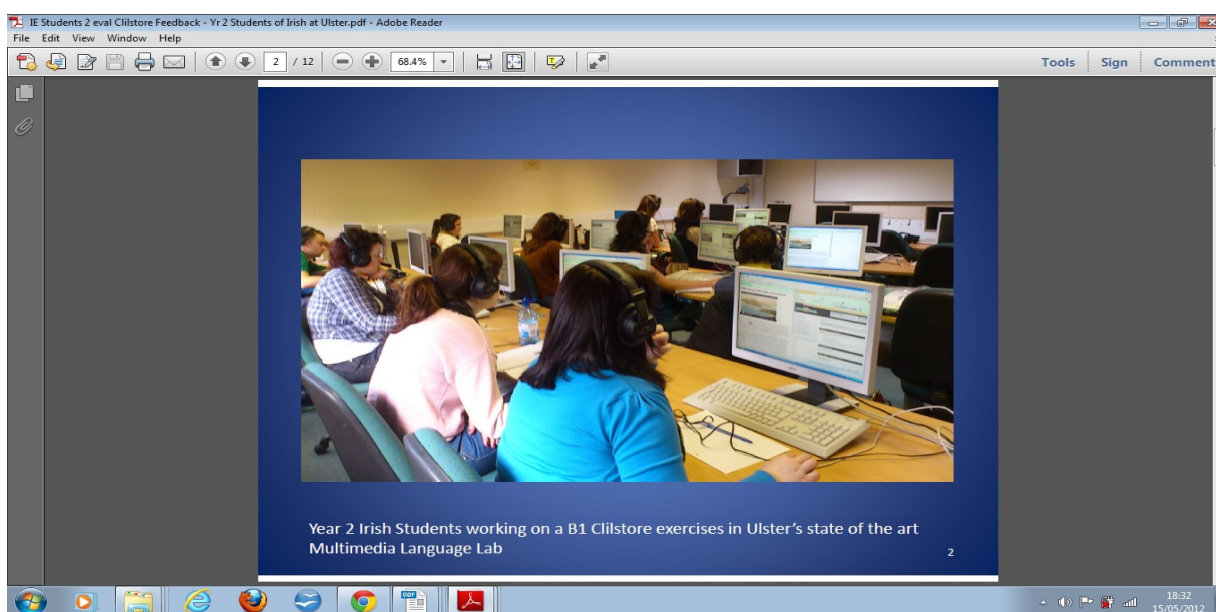 IE Students 2 eval Clilstore Feedback - Yr 2 Students of Irish at Ulster.pdf - Adobe Reader
File Edit View Window Help
2 / 12 68.4% Tools Sign Comment
Year 2 Irish Students working on a B1 Clilstore exercises in Ulster's state of the art
Multimedia Language Lab
2
18:32
15/05/2012